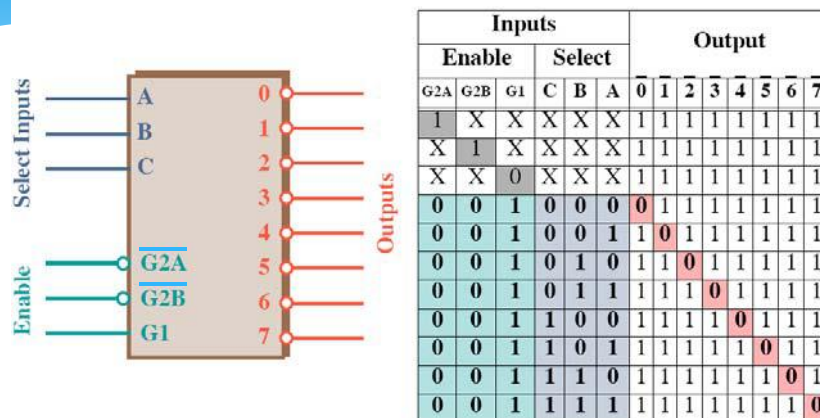 Select Inputs
A
B
C
Enable
G2A
G2B
G1
0
1
2
3
4
5
6
7
Outputs
Inputs Output
Enable Select
G2A G2B G1 C B A 0 1 2 3 4 5 6 7
1 X X X X X 1 1 1 1 1 1 1 1
X 1 X X X X 1 1 1 1 1 1 1 1
X X 0 X X X 1 1 1 1 1 1 1 1
0 0 1 0 0 0 0 1 1 1 1 1 1 1
0 0 1 0 0 1 1 0 1 1 1 1 1 1
0 0 1 0 1 0 1 1 0 1 1 1 1 1
0 0 1 0 1 1 1 1 1 0 1 1 1 1
0 0 1 1 0 0 1 1 1 1 0 1 1 1
0 0 1 1 0 1 1 1 1 1 1 0 1 1
0 0 1 1 1 0 1 1 1 1 1 1 0 1
0 0 1 1 1 1 1 1 1 1 1 1 1 0